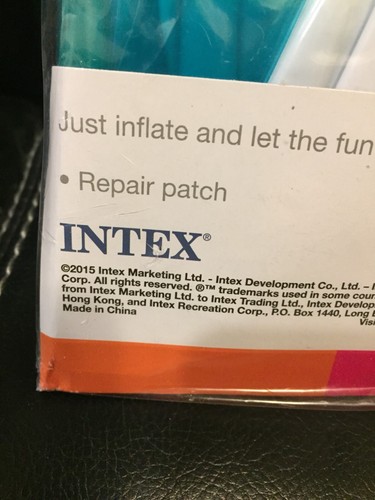 Just inflate and let the fun
• Repair patch
INTEX®
©2015 Intex Marketing Ltd. - Intex Development Co., Ltd. –
Corp. All rights reserved. ®™ trademarks used in some
from Intex Marketing Ltd. to Intex Trading Ltd., Intex
Hong Kong, and Intex Recreation Corp., P.O. Box 1440, Long
Made in China